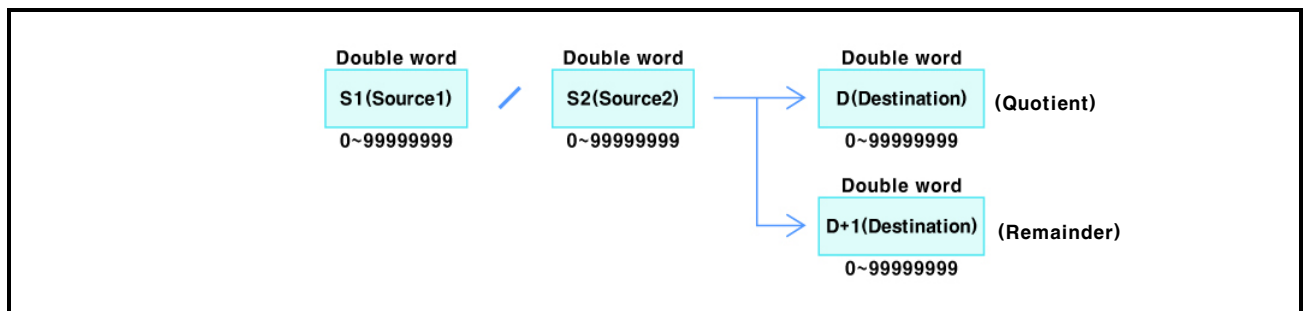 Double word Double word Double word
S1(Source1) / S2(Source2) D(Destination) (Quotient)
0~99999999 0~99999999 0~99999999
Double word
D+1(Destination) (Remainder)
0~99999999